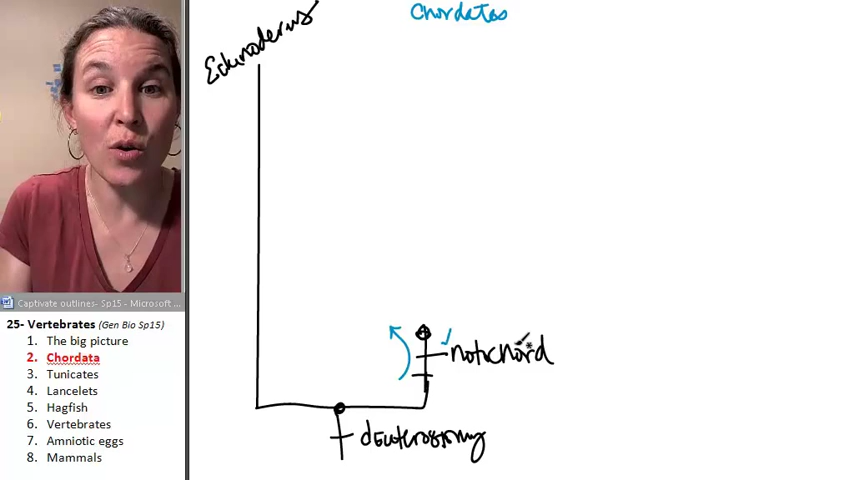 Chordates
Echinoderms
notochord
deuterostomy
Captivate outlines- Sp15 - Microsoft ...
25- Vertebrates (Gen Bio Sp15)
1. The big picture
2. Chordata
3. Tunicates
4. Lancelets
5. Hagfish
6. Vertebrates
7. Amniotic eggs
8. Mammals